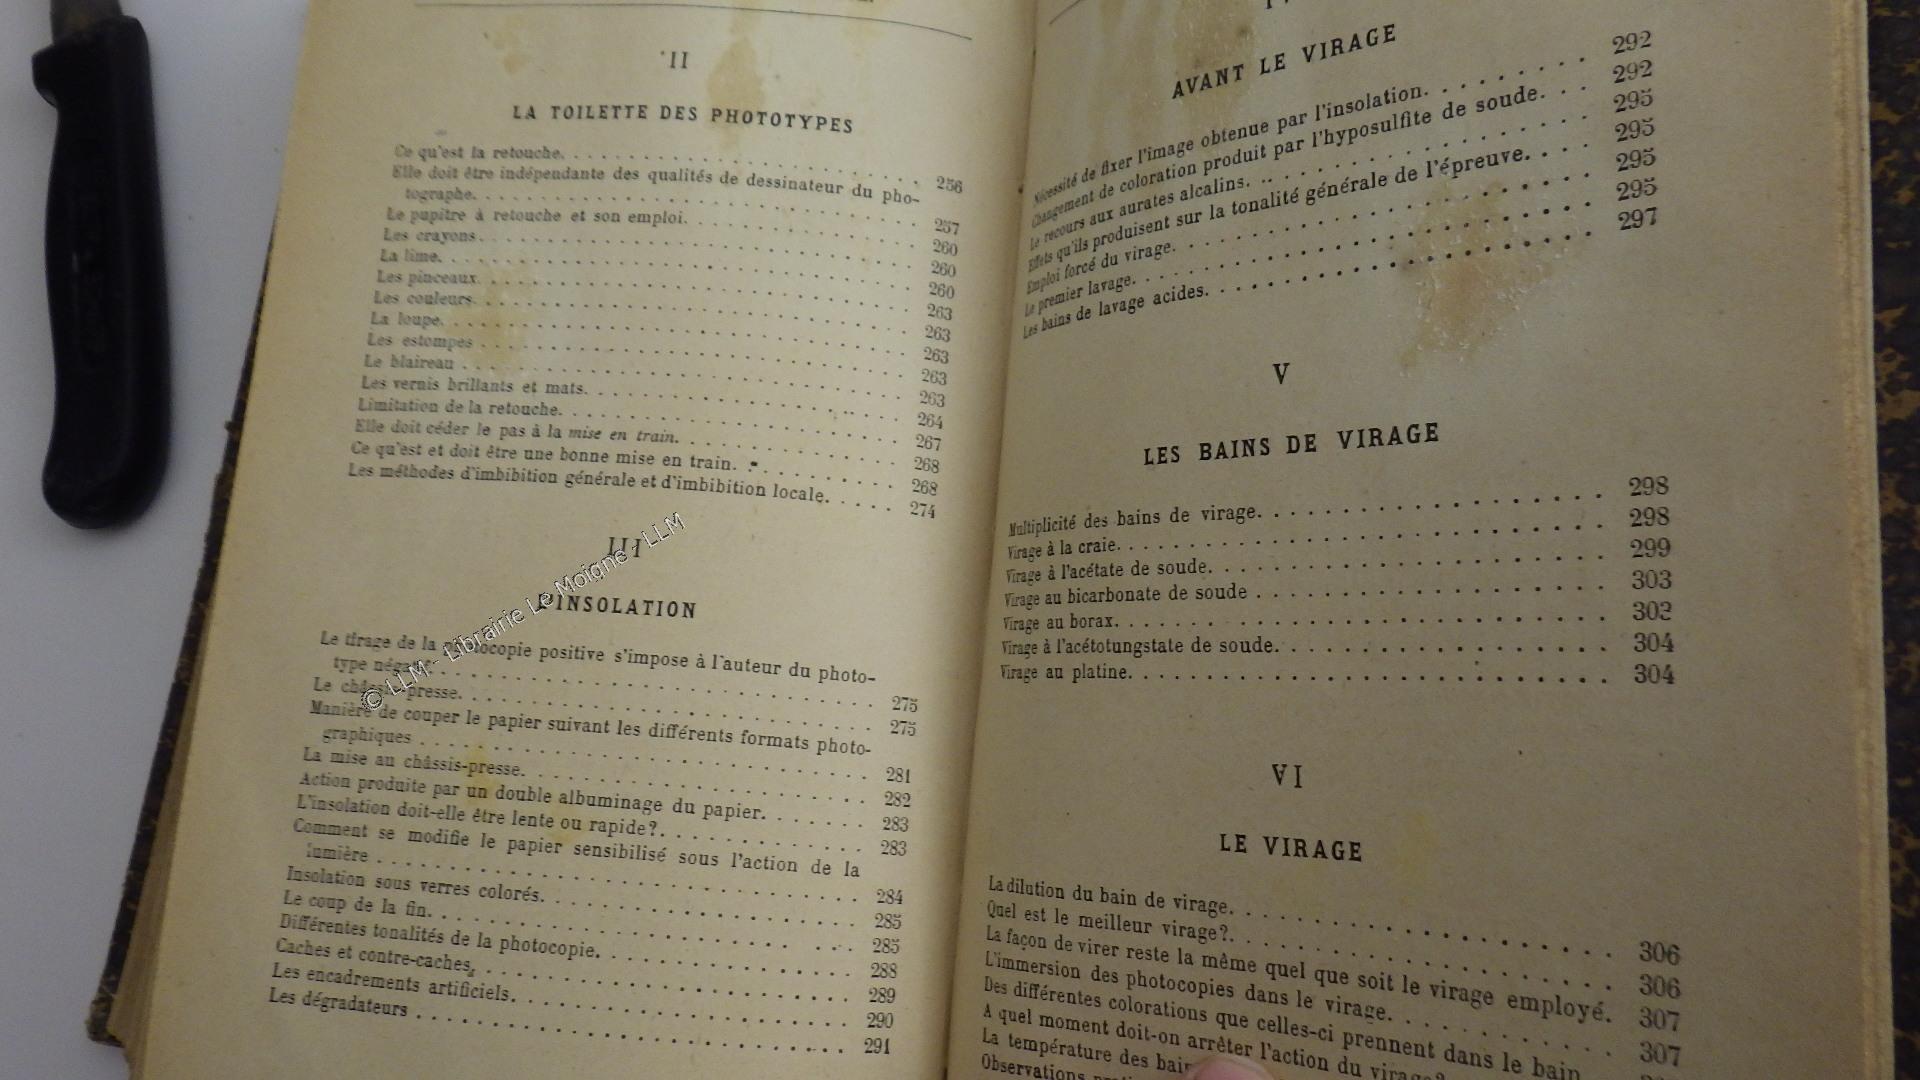 II
LA TOILETTE DES PHOTOTYPES
Ce qu'est la retouche. 256
Elle doit être indépendante des qualités de dessinateur du pho-
tographe. 257
Le pupitre à retouche et son emploi. 260
Les crayons. 260
La lime. 260
Les pinceaux. 263
Les couleurs. 263
La loupe. 263
Les estompes 263
Le blaireau 263
Les vernis brillants et mats. 264
Limitation de la retouche. 267
Elle doit céder le pas à la mise en train. 268
Ce qu'est et doit être une bonne mise en train. 268
Les méthodes d'imbibition générale et d'imbibition locale. 274
III
L'INSOLATION
Le tirage de la photocopie positive s'impose à l'auteur du photo-
type négatif. 275
Le châssis-presse. 275
Manière de couper le papier suivant les différents formats photo-
graphiques 281
La mise au châssis-presse. 282
Action produite par un double albuminage du papier. 283
L'insolation doit-elle être lente ou rapide?. 283
Comment se modifie le papier sensibilisé sous l'action de la
lumière 284
Insolation sous verres colorés. 285
Le coup de la fin. 285
Différentes tonalités de la photocopie. 288
Caches et contre-caches. 289
Les encadrements artificiels. 290
Les dégradateurs 291
© LLM - Librairie Le Moigne - LLM
AVANT LE VIRAGE
Nécessité de fixer l'image obtenue par l'insolation. 292
Changement de coloration produit par l'hyposulfite de soude. 292
Le recours aux aurates alcalins. 295
Effets qu'ils produisent sur la tonalité générale de l'épreuve. 295
Emploi forcé du virage. 295
Le premier lavage. 295
Les bains de lavage acides. 297
V
LES BAINS DE VIRAGE
Multiplicité des bains de virage. 298
Virage à la craie. 298
Virage à l'acétate de soude. 299
Virage au bicarbonate de soude 303
Virage au borax. 302
Virage à l'acétotungstate de soude. 304
Virage au platine. 304
VI
LE VIRAGE
La dilution du bain de virage. 306
Quel est le meilleur virage?. 306
La façon de virer reste la même quel que soit le virage employé. 307
L'immersion des photocopies dans le virage. 307
Des différentes colorations que celles-ci prennent dans le bain
A quel moment doit-on arrêter l'action du virage?
La température des bai
Observations